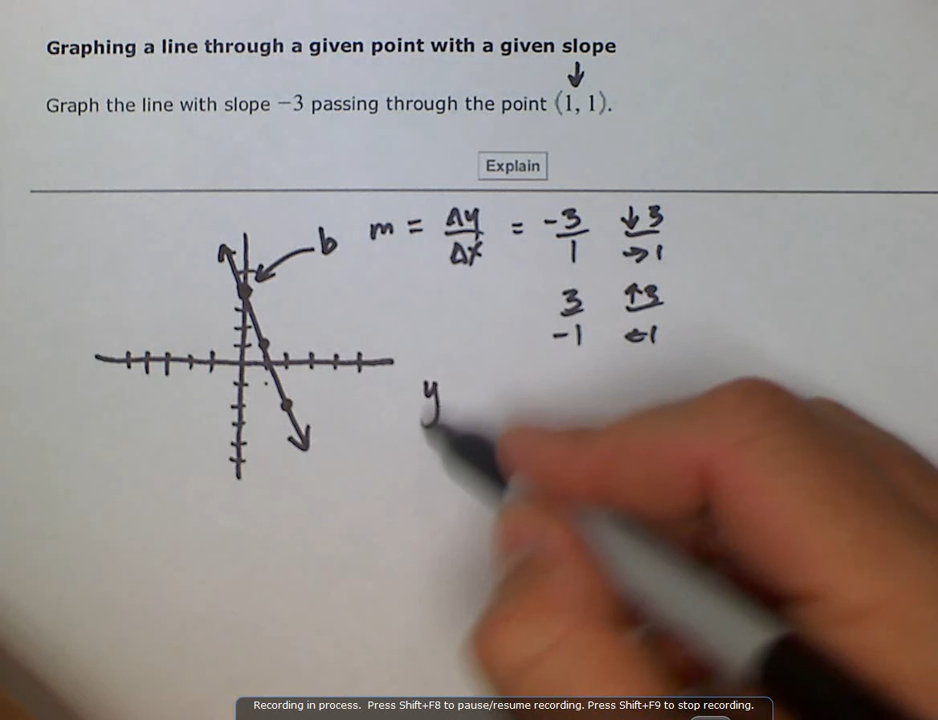 Graphing a line through a given point with a given slope
Graph the line with slope −3 passing through the point (1, 1).
Explain
b
m = Δy/Δx = -3/1 ↓3/→1
3/-1 ↑3/←1
y
Recording in process. Press Shift+F8 to pause/resume recording. Press Shift+F9 to stop recording.